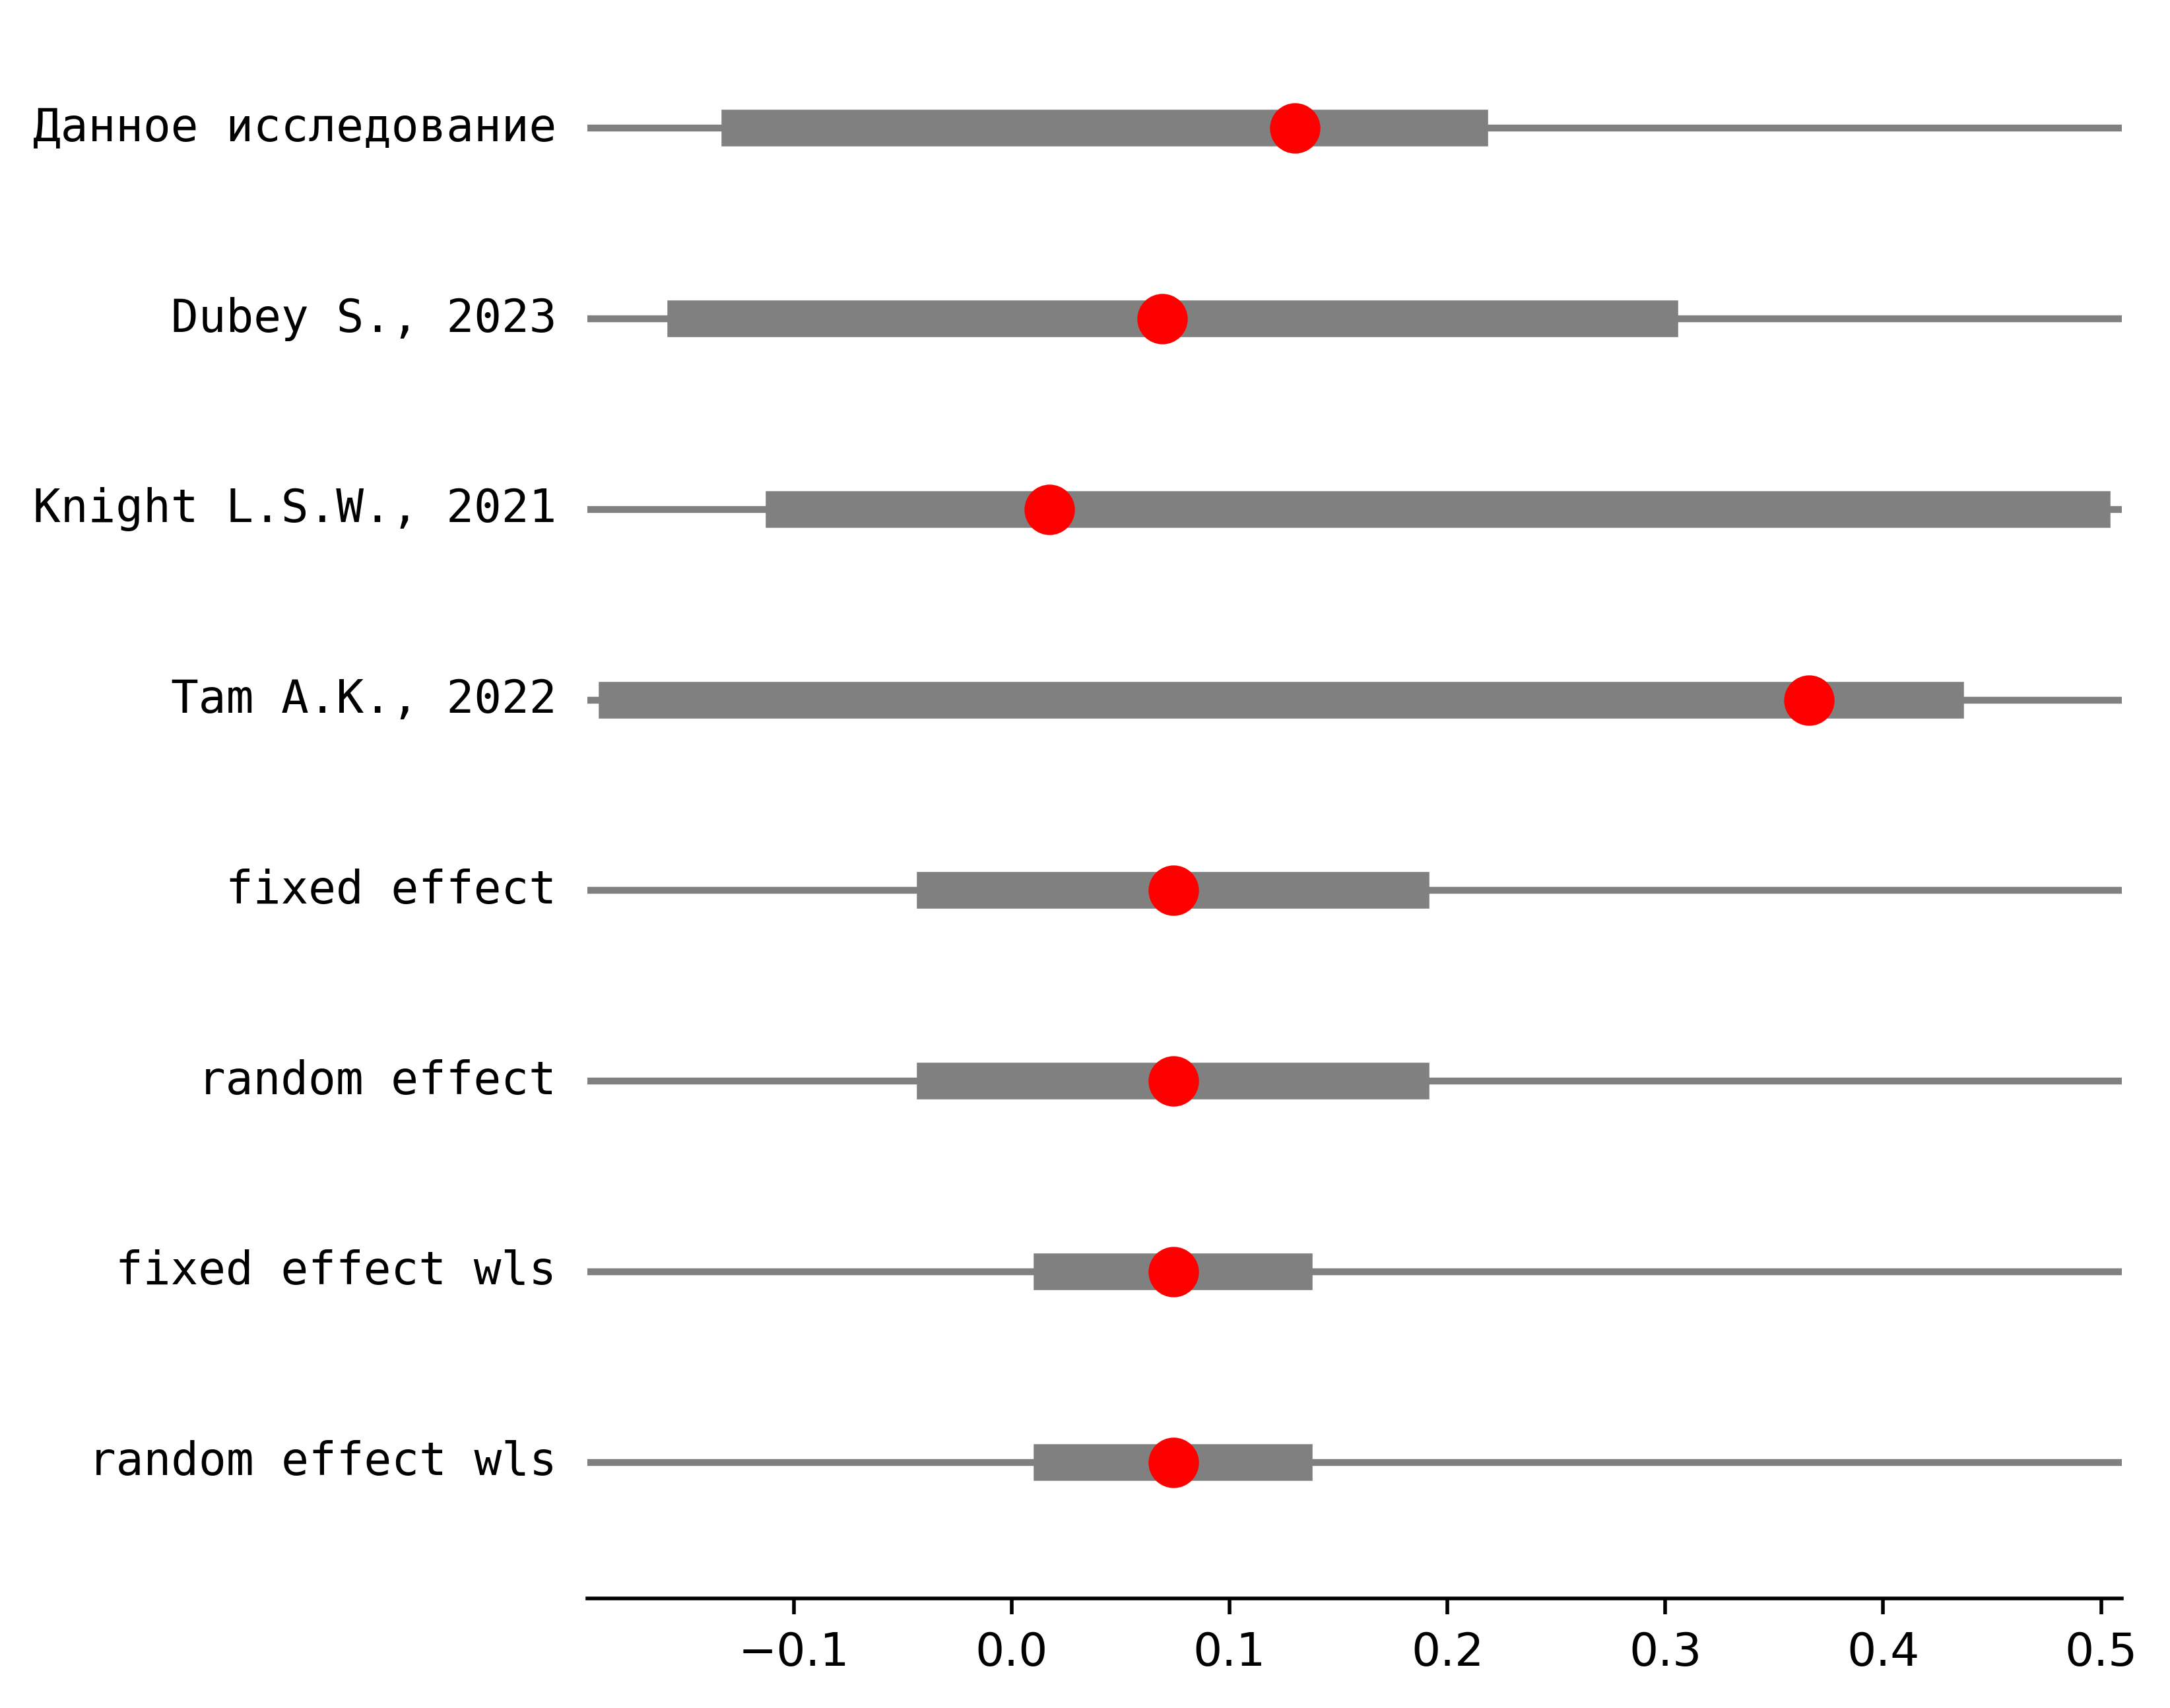 Данное исследование
Dubey S., 2023
Knight L.S.W., 2021
Tam A.K., 2022
fixed effect
random effect
fixed effect wls
random effect wls
−0.1 0.0 0.1 0.2 0.3 0.4 0.5